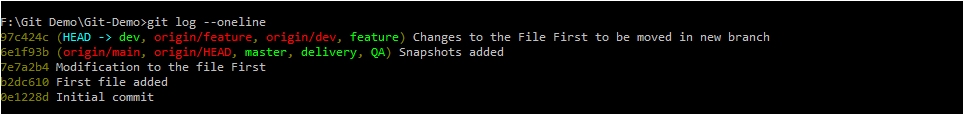 F:\Git Demo\Git-Demo>git log --oneline
97c424c (HEAD -> dev, origin/feature, origin/dev, feature) Changes to the File First to be moved in new branch
6e1f93b (origin/main, origin/HEAD, master, delivery, QA) Snapshots added
7e7a2b4 Modification to the file First
b2dc610 First file added
0e1228d Initial commit